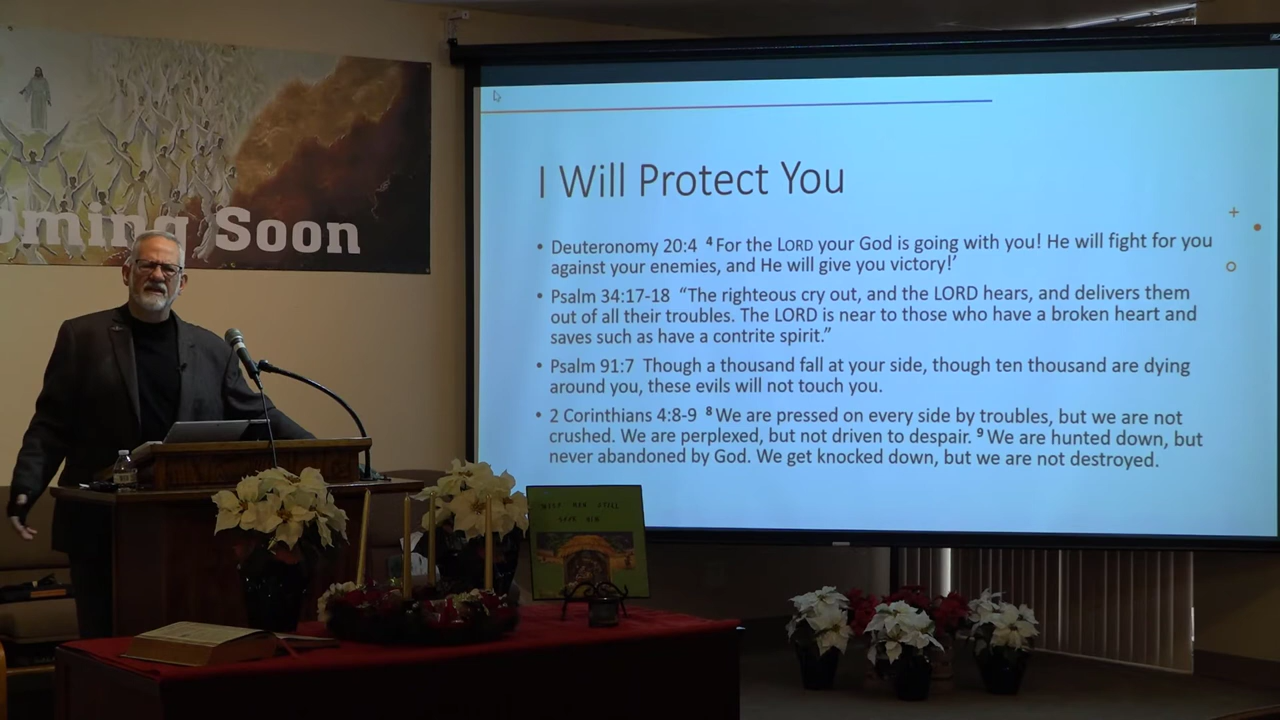 oming Soon
I Will Protect You
• Deuteronomy 20:4 ⁴ For the LORD your God is going with you! He will fight for you
against your enemies, and He will give you victory!’
• Psalm 34:17-18 “The righteous cry out, and the LORD hears, and delivers them
out of all their troubles. The LORD is near to those who have a broken heart and
saves such as have a contrite spirit.”
• Psalm 91:7 Though a thousand fall at your side, though ten thousand are dying
around you, these evils will not touch you.
• 2 Corinthians 4:8-9 ⁸ We are pressed on every side by troubles, but we are not
crushed. We are perplexed, but not driven to despair. ⁹ We are hunted down, but
never abandoned by God. We get knocked down, but we are not destroyed.
WISE MEN STILL
SEEK HIM